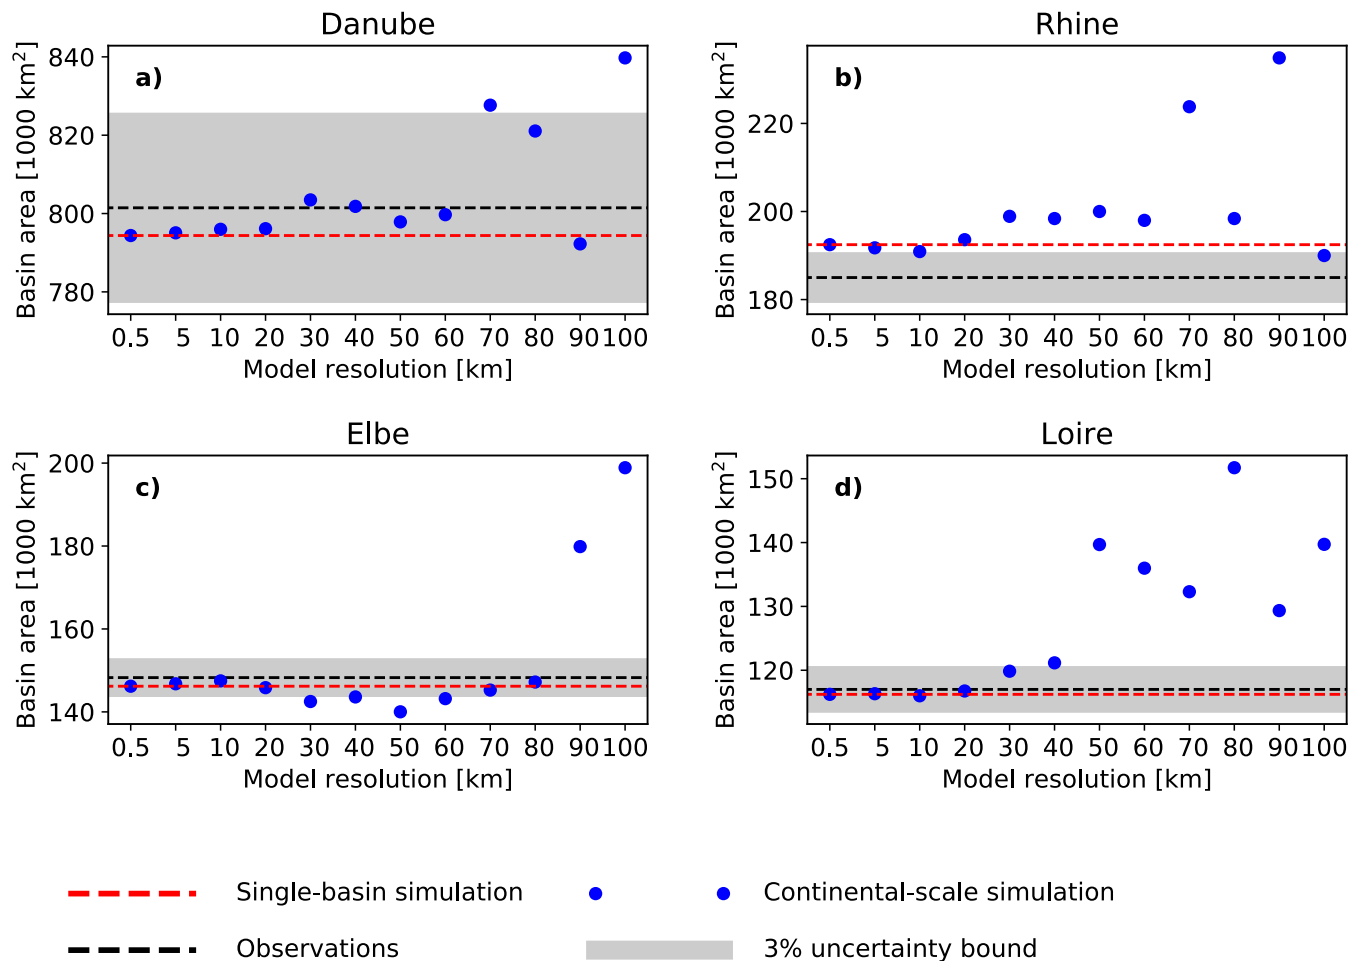 Danube
a)
Basin area [1000 km²]
840
820
800
780
0.5 5 10 20 30 40 50 60 70 80 90 100
Model resolution [km]
Rhine
b)
Basin area [1000 km²]
220
200
180
0.5 5 10 20 30 40 50 60 70 80 90 100
Model resolution [km]
Elbe
c)
Basin area [1000 km²]
200
180
160
140
0.5 5 10 20 30 40 50 60 70 80 90 100
Model resolution [km]
Loire
d)
Basin area [1000 km²]
150
140
130
120
0.5 5 10 20 30 40 50 60 70 80 90 100
Model resolution [km]
Single-basin simulation
Continental-scale simulation
Observations
3% uncertainty bound